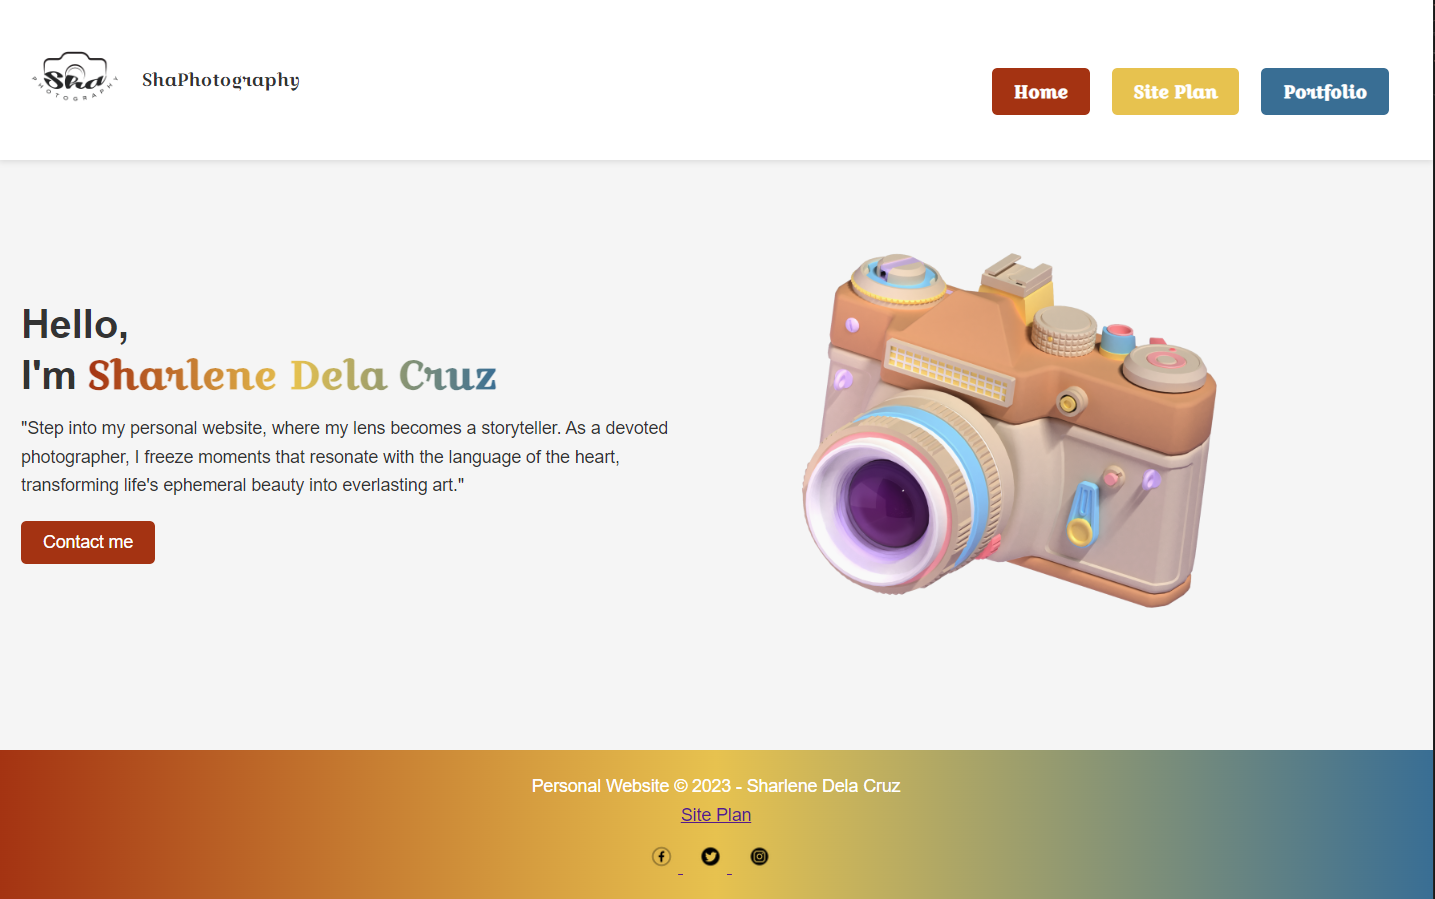 Sha
PHOTOGRAPHY
ShaPhotography
Home
Site Plan
Portfolio
Hello,
I'm Sharlene Dela Cruz
"Step into my personal website, where my lens becomes a storyteller. As a devoted
photographer, I freeze moments that resonate with the language of the heart,
transforming life's ephemeral beauty into everlasting art."
Contact me
Personal Website © 2023 - Sharlene Dela Cruz
Site Plan